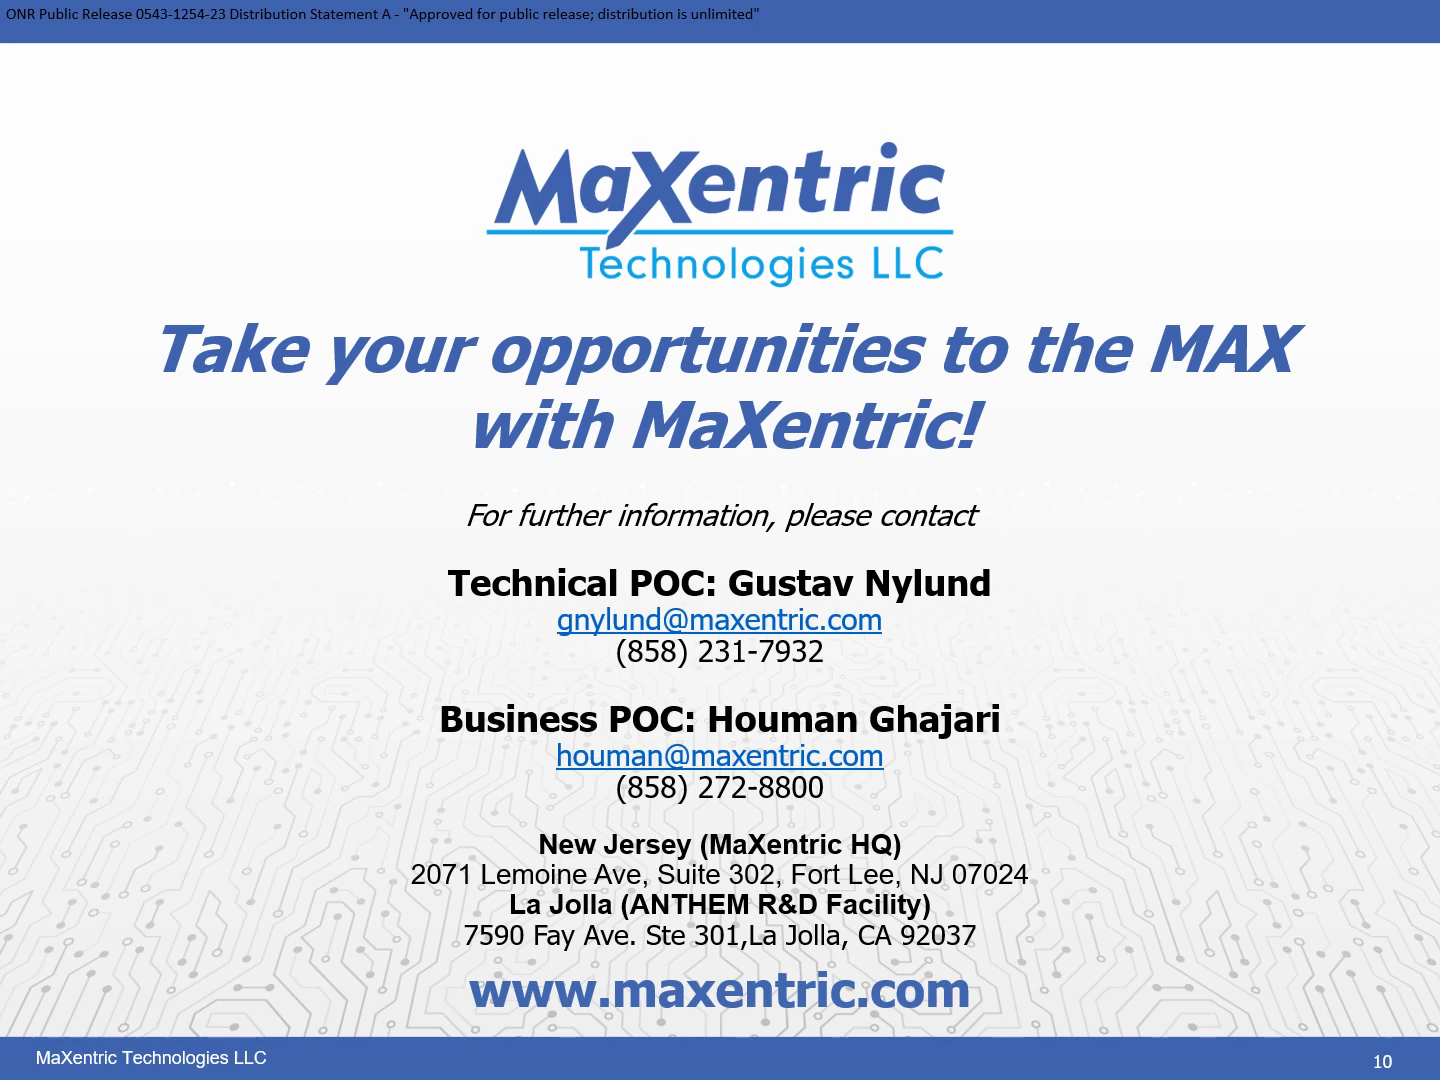 ONR Public Release 0543-1254-23 Distribution Statement A - "Approved for public release; distribution is unlimited"
MaXentric
Technologies LLC
Take your opportunities to the MAX
with MaXentric!
For further information, please contact
Technical POC: Gustav Nylund
gnylund@maxentric.com
(858) 231-7932
Business POC: Houman Ghajari
houman@maxentric.com
(858) 272-8800
New Jersey (MaXentric HQ)
2071 Lemoine Ave, Suite 302, Fort Lee, NJ 07024
La Jolla (ANTHEM R&D Facility)
7590 Fay Ave. Ste 301,La Jolla, CA 92037
www.maxentric.com
MaXentric Technologies LLC
10